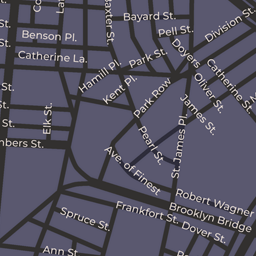 Bayard St.
Division St.
Pell St.
Benson Pl.
Doyers
Catherine La.
Park St.
Hamill Pl.
Catherine St.
Kent Pl.
Oliver St.
Park Row
James St.
Elk St.
Pearl St.
St. James Pl.
Ave. of Finest
Robert Wagner
Brooklyn Bridge
Frankfort St.
Dover St.
Spruce St.
Ann St.